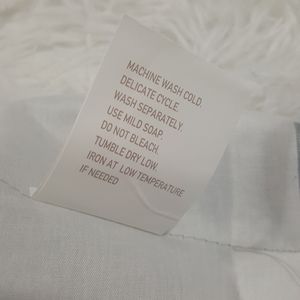 MACHINE WASH COLD.
DELICATE CYCLE.
WASH SEPARATELY.
USE MILD SOAP.
DO NOT BLEACH.
TUMBLE DRY LOW.
IRON AT LOW TEMPERATURE
IF NEEDED